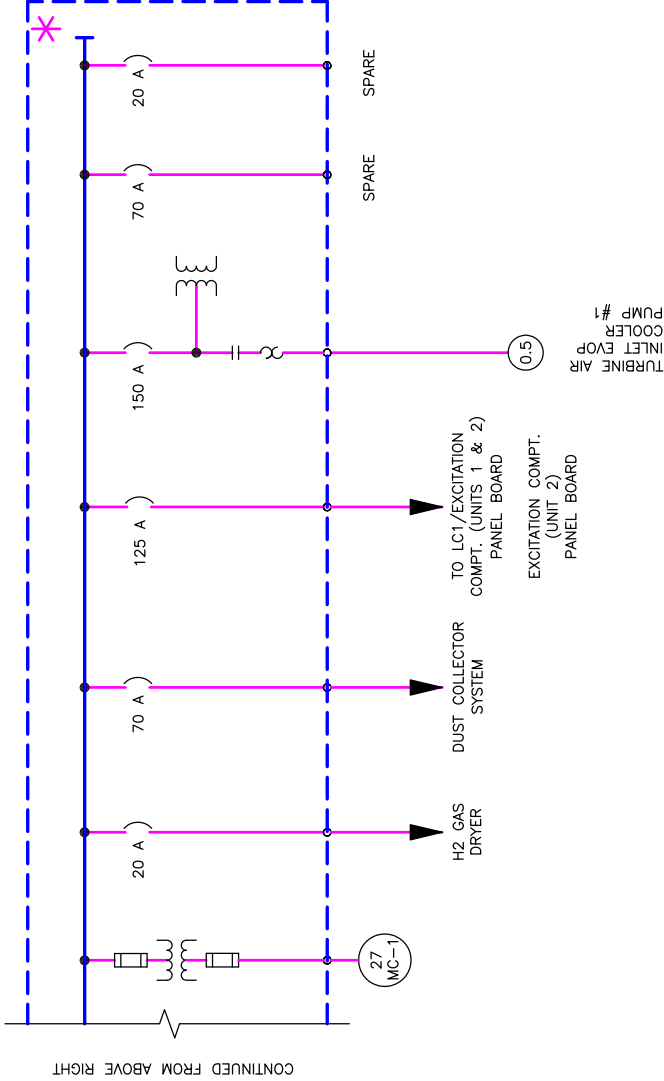 CONTINUED FROM ABOVE RIGHT
27
MC-1
20 A
H2 GAS
DRYER
70 A
DUST COLLECTOR
SYSTEM
125 A
TO LC1/EXCITATION
COMPT. (UNITS 1 & 2)
PANEL BOARD
EXCITATION COMPT.
(UNIT 2)
PANEL BOARD
150 A
0.5
TURBINE AIR
INLET EVOP
COOLER
PUMP #1
70 A
SPARE
20 A
SPARE